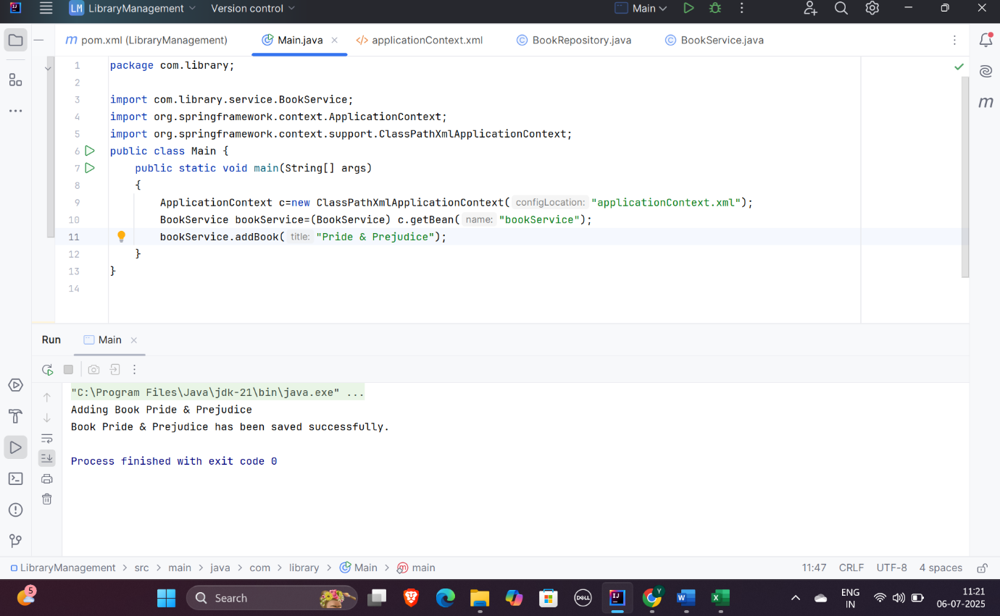 LM LibraryManagement Version control Main
m pom.xml (LibraryManagement) Main.java applicationContext.xml BookRepository.java BookService.java
1 package com.library;
2
3 import com.library.service.BookService;
4 import org.springframework.context.ApplicationContext;
5 import org.springframework.context.support.ClassPathXmlApplicationContext;
6 public class Main {
7 public static void main(String[] args)
8 {
9 ApplicationContext c=new ClassPathXmlApplicationContext( configLocation: "applicationContext.xml");
10 BookService bookService=(BookService) c.getBean( name: "bookService");
11 bookService.addBook( title: "Pride & Prejudice");
12 }
13 }
14
Run Main
"C:\Program Files\Java\jdk-21\bin\java.exe" ...
Adding Book Pride & Prejudice
Book Pride & Prejudice has been saved successfully.
Process finished with exit code 0
LibraryManagement > src > main > java > com > library > Main > main 11:47 CRLF UTF-8 4 spaces
5 Search DELL IJ Y W X ENG 11:21
IN 06-07-2025